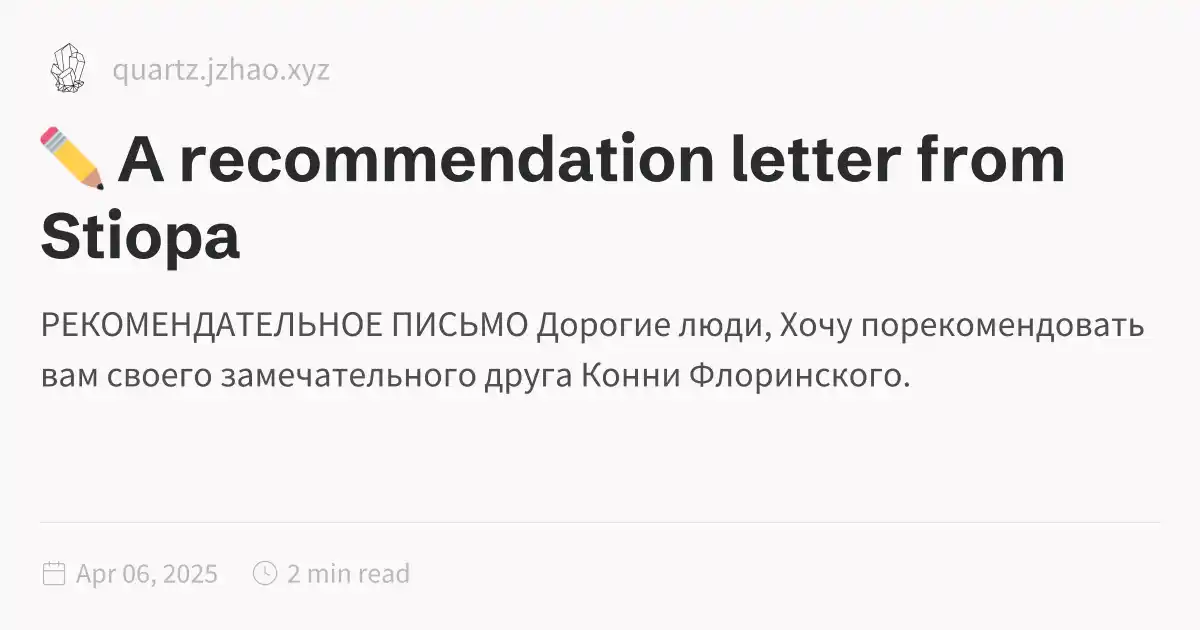 quartz.jzhao.xyz
✏️ A recommendation letter from
Stiopa
РЕКОМЕНДАТЕЛЬНОЕ ПИСЬМО Дорогие люди, Хочу порекомендовать
вам своего замечательного друга Конни Флоринского.
Apr 06, 2025 2 min read